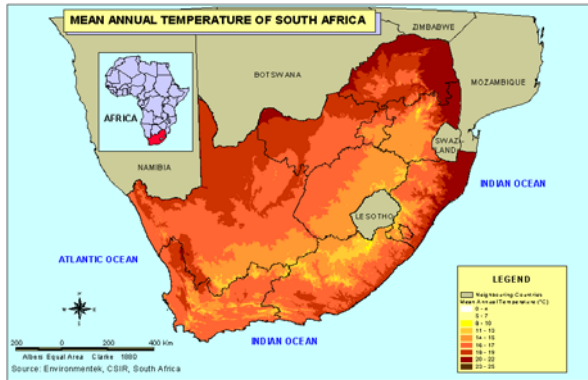 MEAN ANNUAL TEMPERATURE OF SOUTH AFRICA
ZIMBABWE
BOTSWANA
MOZAMBIQUE
AFRICA
SWAZI-
LAND
NAMIBIA
INDIAN OCEAN
LESOTHO
ATLANTIC OCEAN
INDIAN OCEAN
LEGEND
Neighbouring Countries
Mean Annual Temperature (°C)
0 - 4
5 - 7
8 - 10
11 - 13
14 - 15
16 - 17
18 - 19
20 - 22
23 - 25
200 0 200 400 Km
Albers Equal Area Clarke 1880
Source: Environmentek, CSIR, South Africa